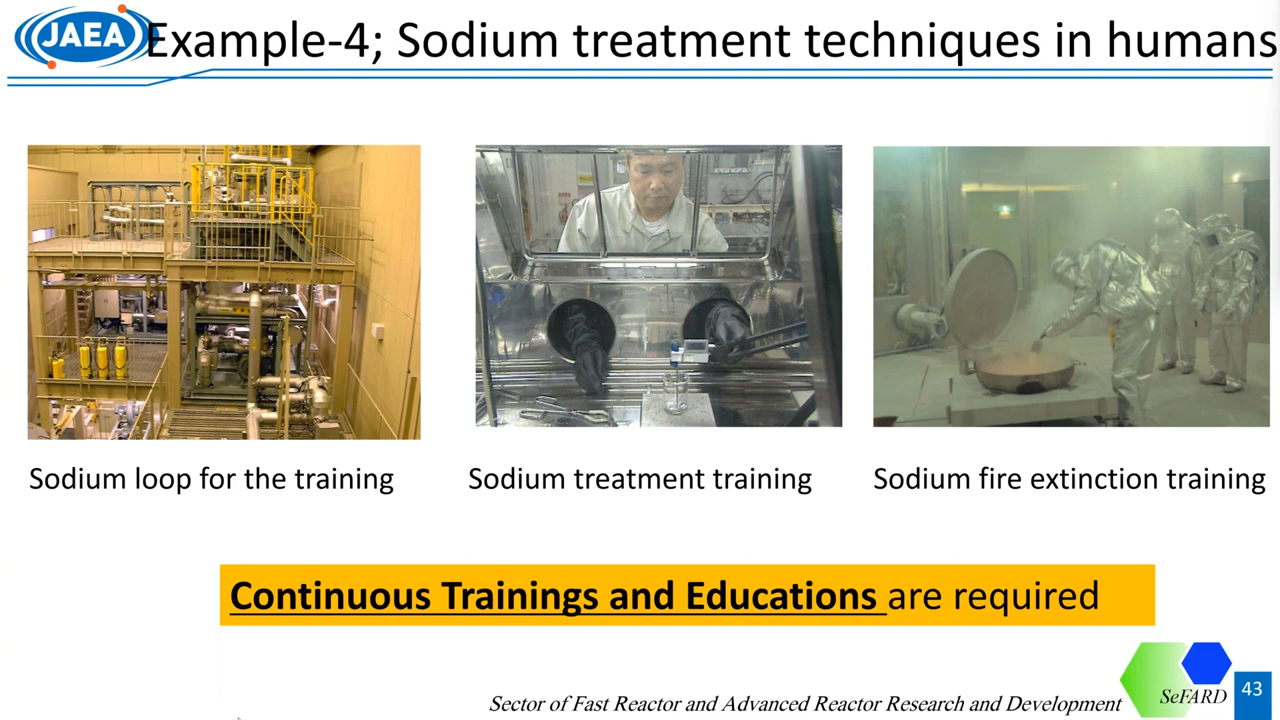 JAEA
Example-4; Sodium treatment techniques in humans
Sodium loop for the training
Sodium treatment training
Sodium fire extinction training
Continuous Trainings and Educations are required
Sector of Fast Reactor and Advanced Reactor Research and Development
SeFARD
43